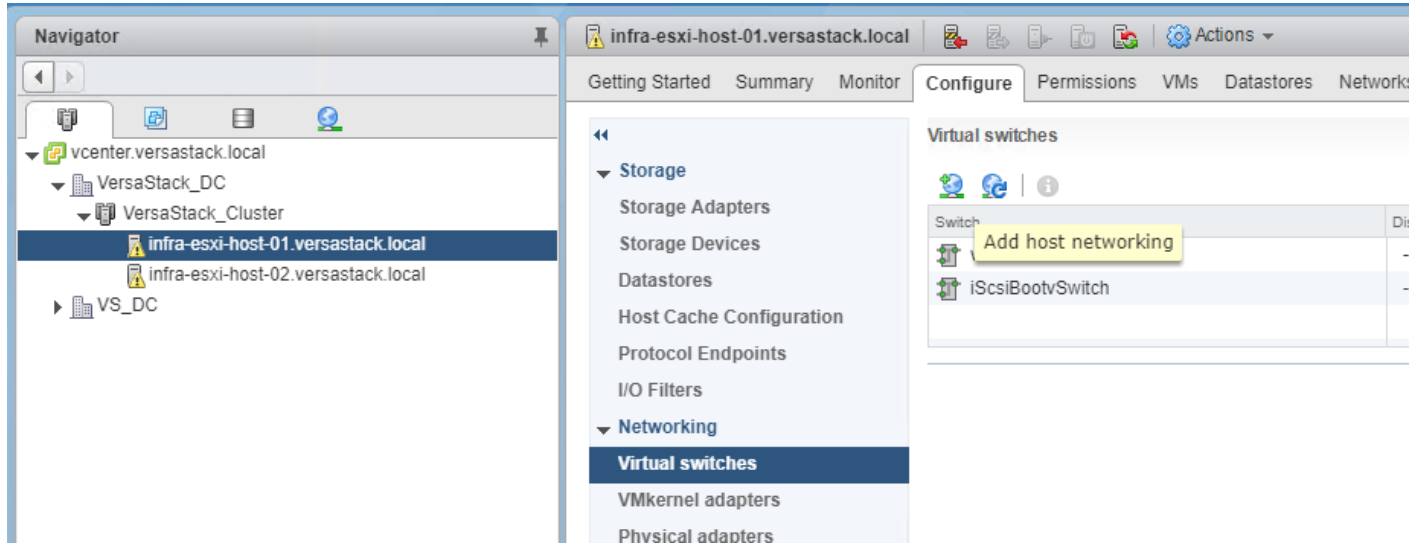 Navigator
infra-esxi-host-01.versastack.local
Actions
Getting Started Summary Monitor Configure Permissions VMs Datastores Networks
vcenter.versastack.local
VersaStack_DC
VersaStack_Cluster
infra-esxi-host-01.versastack.local
infra-esxi-host-02.versastack.local
VS_DC
Storage
Storage Adapters
Storage Devices
Datastores
Host Cache Configuration
Protocol Endpoints
I/O Filters
Networking
Virtual switches
VMkernel adapters
Physical adapters
Virtual switches
Switch
Add host networking
-
iScsiBootvSwitch
-